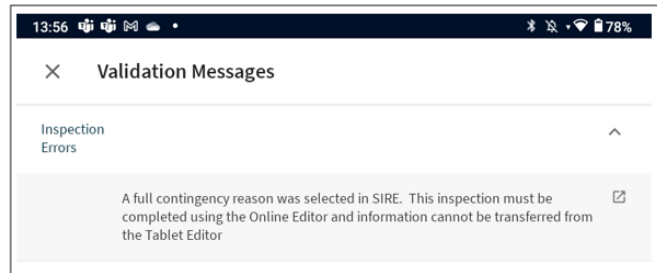 13:56
78%
Validation Messages
Inspection
Errors
A full contingency reason was selected in SIRE.  This inspection must be
completed using the Online Editor and information cannot be transferred from
the Tablet Editor